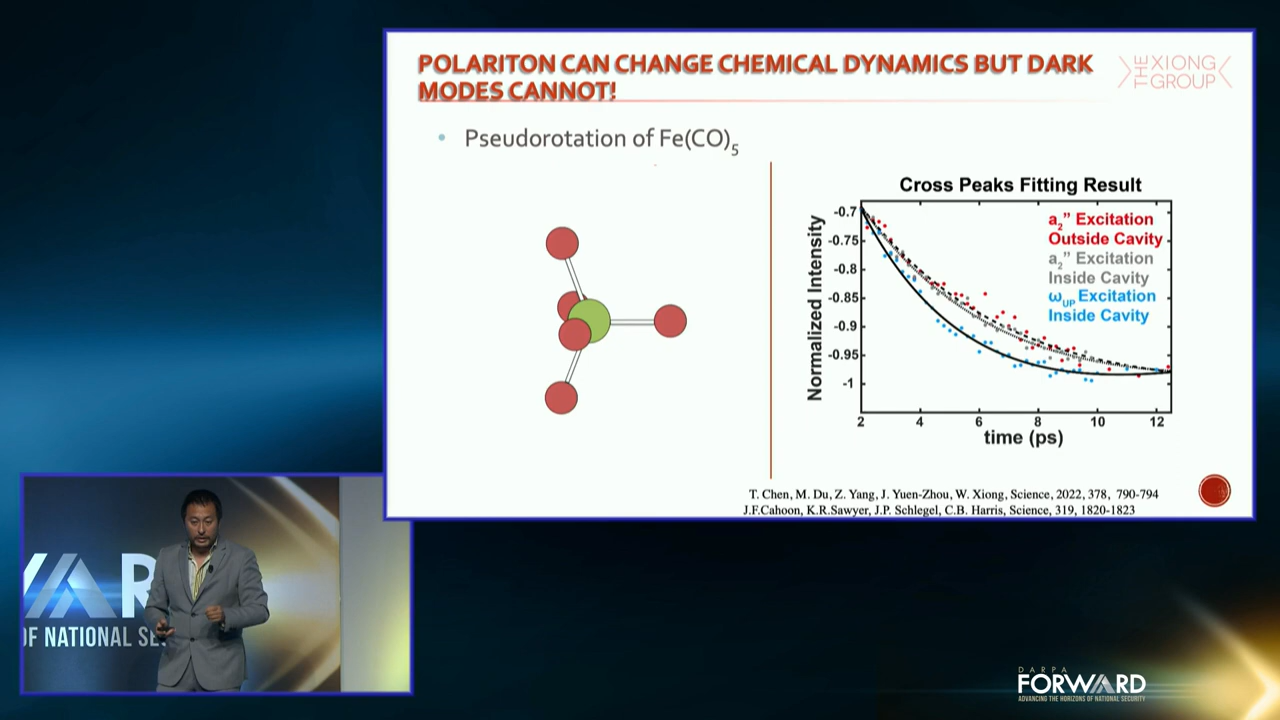 POLARITON CAN CHANGE CHEMICAL DYNAMICS BUT DARK
MODES CANNOT!
THE XIONG GROUP
• Pseudorotation of Fe(CO)5
Cross Peaks Fitting Result
Normalized Intensity
-0.7
-0.75
-0.8
-0.85
-0.9
-0.95
-1
a2” Excitation
Outside Cavity
a2” Excitation
Inside Cavity
ωUP Excitation
Inside Cavity
2 4 6 8 10 12
time (ps)
T. Chen, M. Du, Z. Yang, J. Yuen-Zhou, W. Xiong, Science, 2022, 378, 790-794
J.F.Cahoon, K.R.Sawyer, J.P. Schlegel, C.B. Harris, Science, 319, 1820-1823
WAR
OF NATIONAL SE
DARPA
FORWARD
ADVANCING THE HORIZONS OF NATIONAL SECURITY